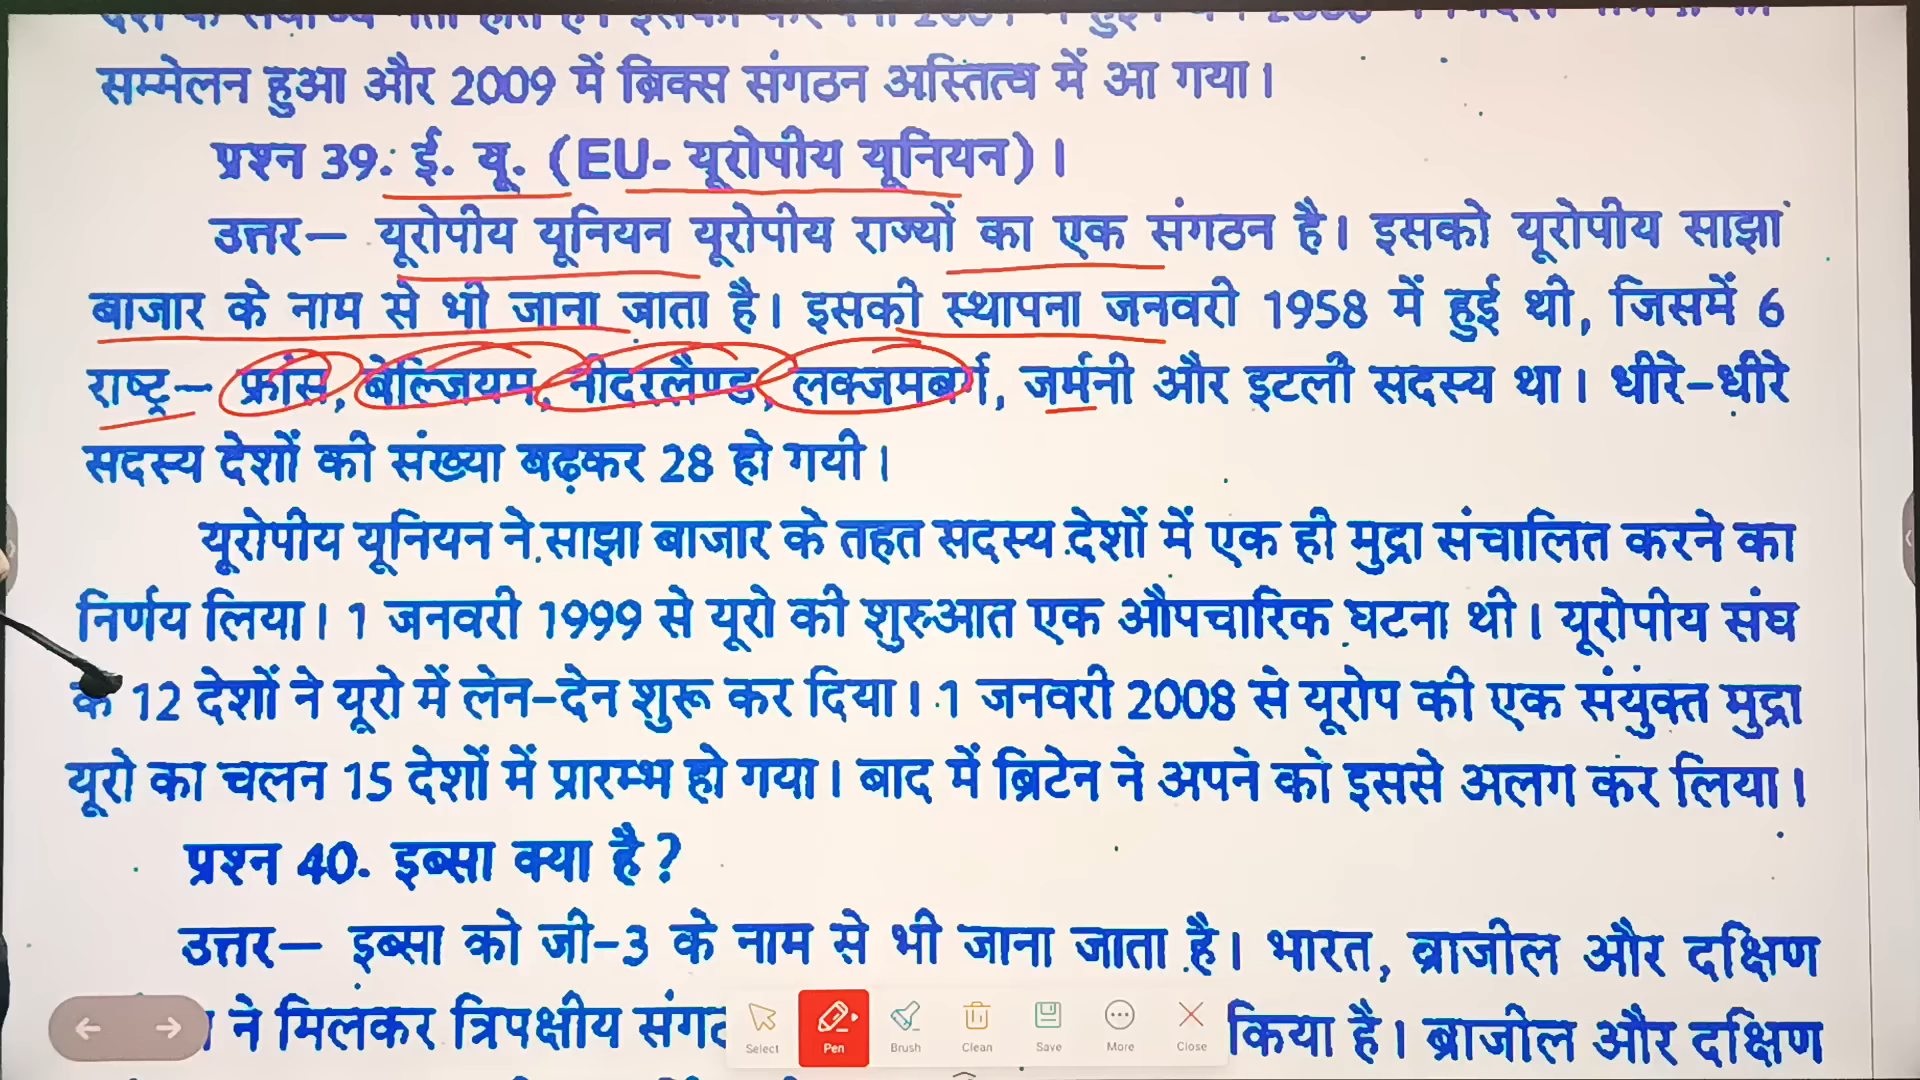 सम्मेलन हुआ और 2009 में ब्रिक्स संगठन अस्तित्व में आ गया।
प्रश्न 39. ई. यू. (EU- यूरोपीय यूनियन)।
उत्तर— यूरोपीय यूनियन यूरोपीय राज्यों का एक संगठन है। इसको यूरोपीय साझा
बाजार के नाम से भी जाना जाता है। इसकी स्थापना जनवरी 1958 में हुई थी, जिसमें 6
राष्ट्र— फ्रांस, बेल्जियम, नीदरलैण्ड, लक्जमबर्ग, जर्मनी और इटली सदस्य था। धीरे-धीरे
सदस्य देशों की संख्या बढ़कर 28 हो गयी।
यूरोपीय यूनियन ने साझा बाजार के तहत सदस्य देशों में एक ही मुद्रा संचालित करने का
निर्णय लिया। 1 जनवरी 1999 से यूरो की शुरुआत एक औपचारिक घटना थी। यूरोपीय संघ
के 12 देशों ने यूरो में लेन-देन शुरू कर दिया। 1 जनवरी 2008 से यूरोप की एक संयुक्त मुद्रा
यूरो का चलन 15 देशों में प्रारम्भ हो गया। बाद में ब्रिटेन ने अपने को इससे अलग कर लिया।
प्रश्न 40. इब्सा क्या है?
उत्तर— इब्सा को जी-3 के नाम से भी जाना जाता है। भारत, ब्राजील और दक्षिण
ने मिलकर त्रिपक्षीय किया है। ब्राजील और दक्षिण
Select Pen Brush Clean Save More Close